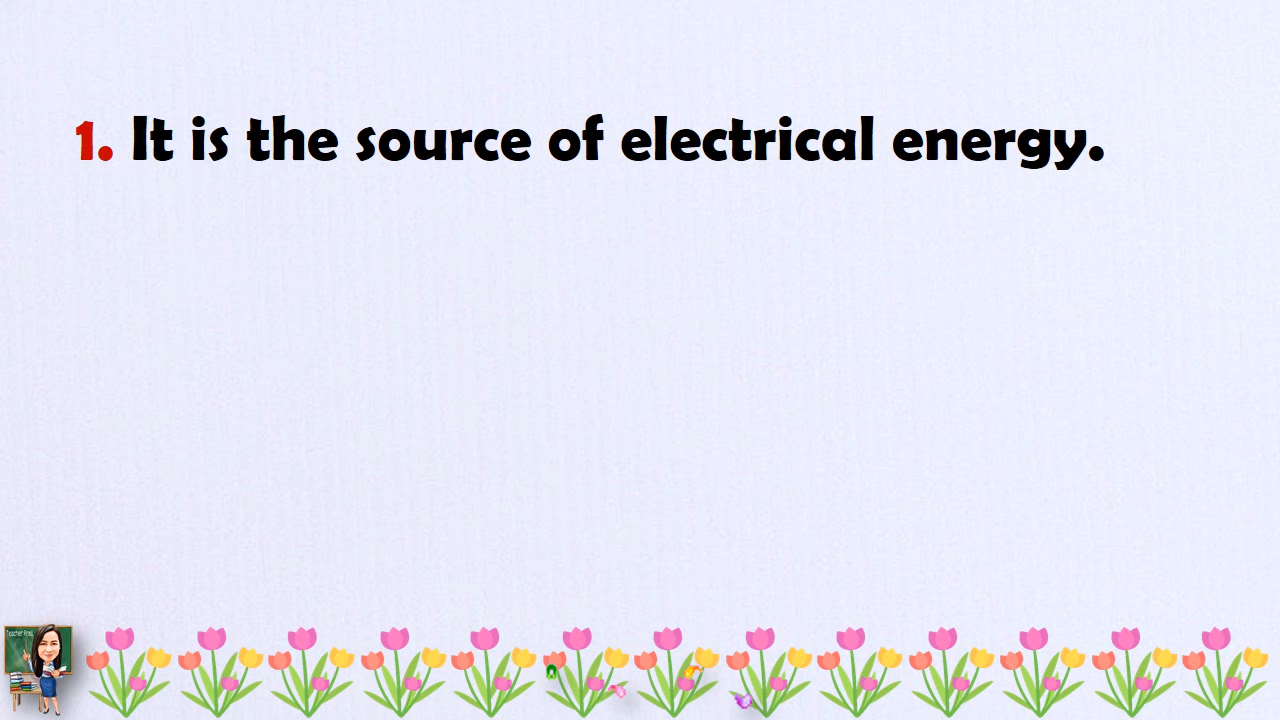 1. It is the source of electrical energy.